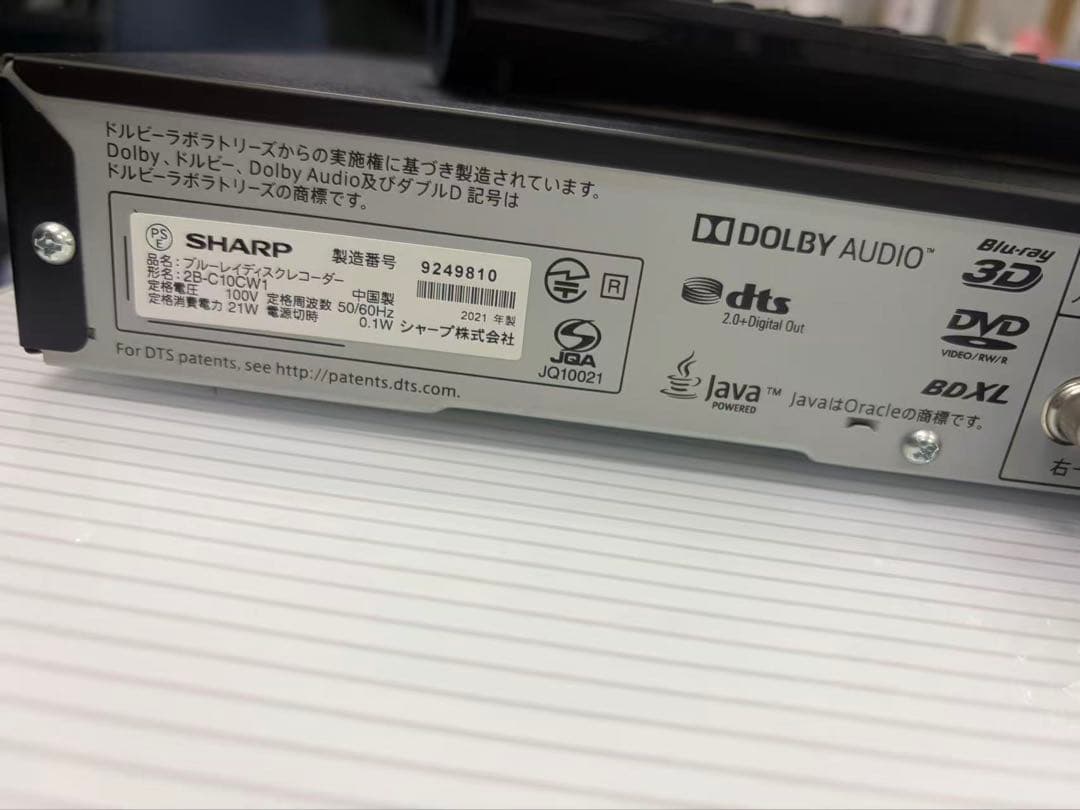 ドルビーラボラトリーズからの実施権に基づき製造されています。
Dolby、ドルビー、Dolby Audio及びダブルD 記号は
ドルビーラボラトリーズの商標です。
PS
E
SHARP
製造番号 9249810
品名:ブルーレイディスクレコーダー
形名:2B-C10CW1
中国製
2021 年製
定格電圧 100V 定格周波数 50/60Hz
定格消費電力 21W 電源切時 0.1W シャープ株式会社
R
JQA
JQ10021
For DTS patents, see http://patents.dts.com.
DOLBY AUDIO™
dts
2.0+Digital Out
Java™
POWERED
JavaはOracleの商標です。
Blu-ray
3D
DVD
VIDEO/RW/R
BDXL
右